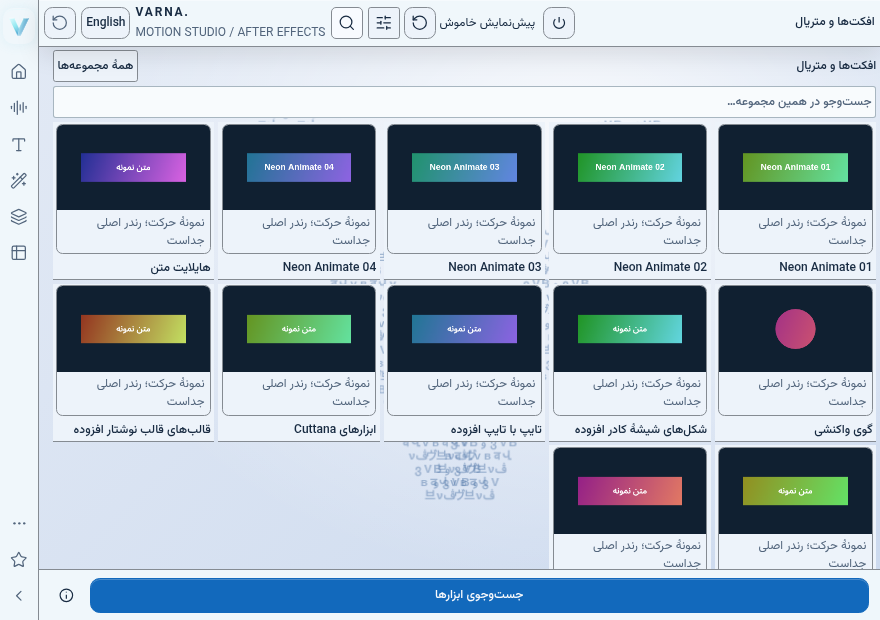 افکت‌ها و متریال
پیش‌نمایش خاموش
VARNA.
MOTION STUDIO / AFTER EFFECTS
English
افکت‌ها و متریال
همهٔ مجموعه‌ها
جست‌وجو در همین مجموعه…
Neon Animate 01
نمونهٔ حرکت؛ رندر اصلی
جداست
Neon Animate 01
Neon Animate 02
نمونهٔ حرکت؛ رندر اصلی
جداست
Neon Animate 02
Neon Animate 03
نمونهٔ حرکت؛ رندر اصلی
جداست
Neon Animate 03
Neon Animate 04
نمونهٔ حرکت؛ رندر اصلی
جداست
Neon Animate 04
متن نمونه
نمونهٔ حرکت؛ رندر اصلی
جداست
هایلایت متن
نمونهٔ حرکت؛ رندر اصلی
جداست
گوی واکنشی
متن نمونه
نمونهٔ حرکت؛ رندر اصلی
جداست
شکل‌های شیشهٔ کادر افزوده
متن نمونه
نمونهٔ حرکت؛ رندر اصلی
جداست
تایپ با تایپ افزوده
متن نمونه
نمونهٔ حرکت؛ رندر اصلی
جداست
ابزارهای Cuttana
متن نمونه
نمونهٔ حرکت؛ رندر اصلی
جداست
قالب‌های قالب نوشتار افزوده
متن نمونه
نمونهٔ حرکت؛ رندر اصلی
جداست
متن نمونه
نمونهٔ حرکت؛ رندر اصلی
جداست
جست‌وجوی ابزارها